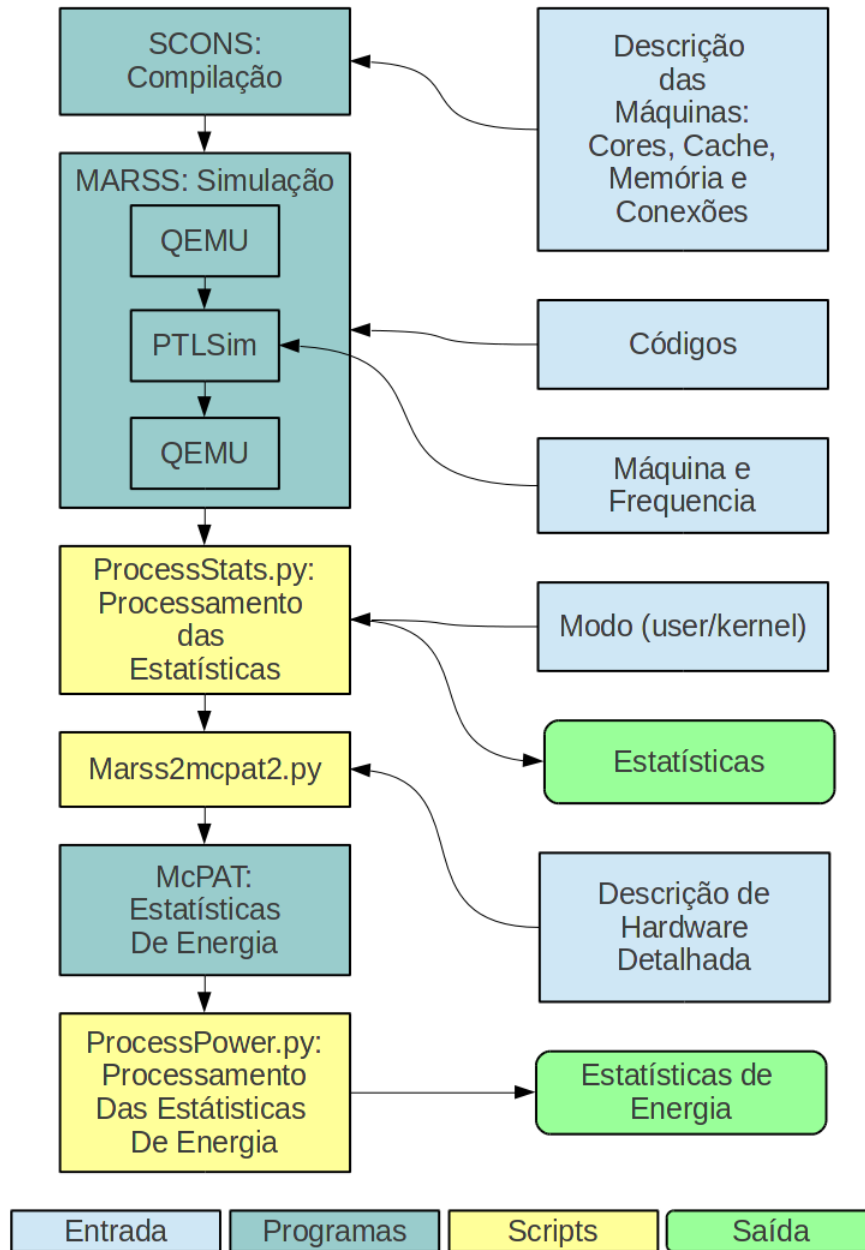 SCONS:
Compilação
Descrição
das
Máquinas:
Cores, Cache,
Memória e
Conexões
MARSS: Simulação
QEMU
PTLSim
QEMU
Códigos
Máquina e
Frequencia
ProcessStats.py:
Processamento
das
Estatísticas
Modo (user/kernel)
Estatísticas
Marss2mcpat2.py
McPAT:
Estatísticas
De Energia
Descrição de
Hardware
Detalhada
ProcessPower.py:
Processamento
Das Estátisticas
De Energia
Estatísticas de
Energia
Entrada
Programas
Scripts
Saída